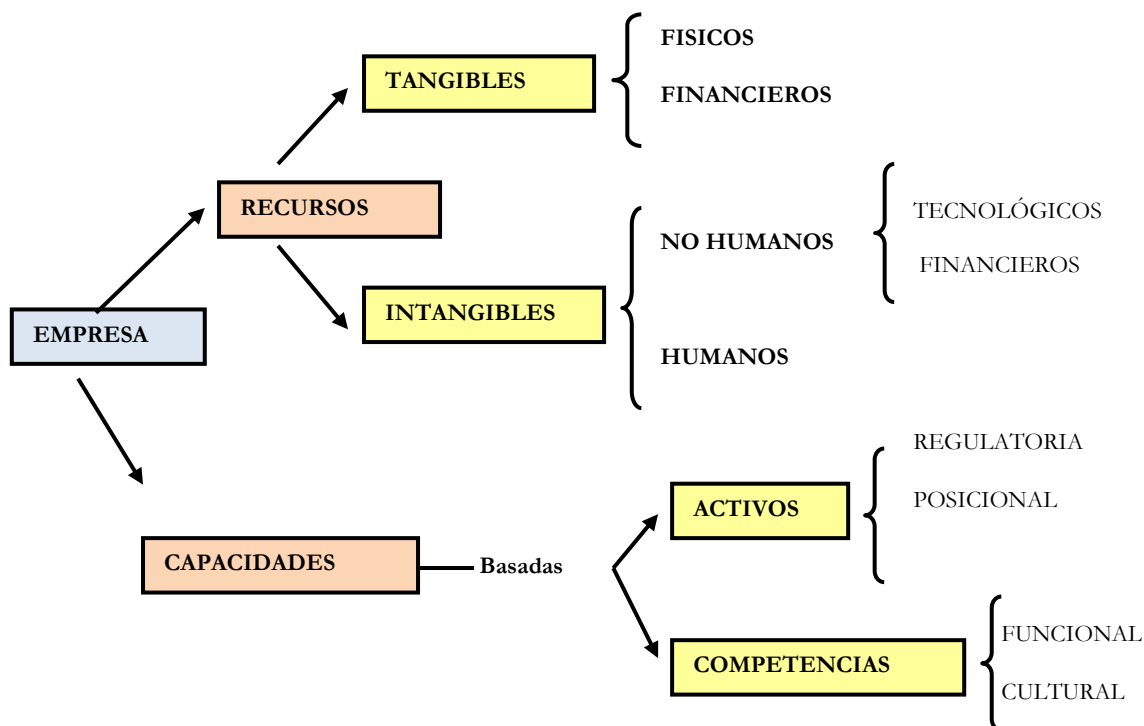 FISICOS
TANGIBLES
FINANCIEROS
RECURSOS
TECNOLÓGICOS
NO HUMANOS
FINANCIEROS
INTANGIBLES
EMPRESA
HUMANOS
REGULATORIA
ACTIVOS
POSICIONAL
CAPACIDADES
Basadas
FUNCIONAL
COMPETENCIAS
CULTURAL